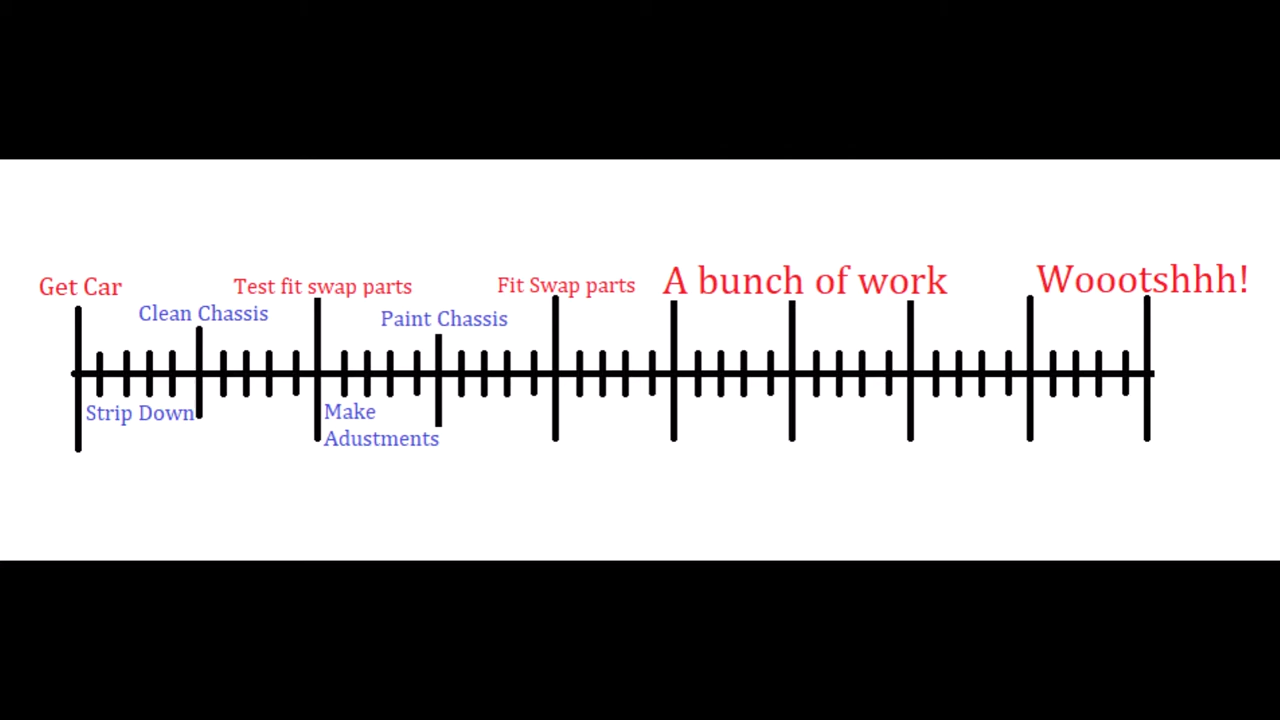 Get Car
Clean Chassis
Test fit swap parts
Paint Chassis
Fit Swap parts
A bunch of work
Woootshhh!
Strip Down
Make
Adustments